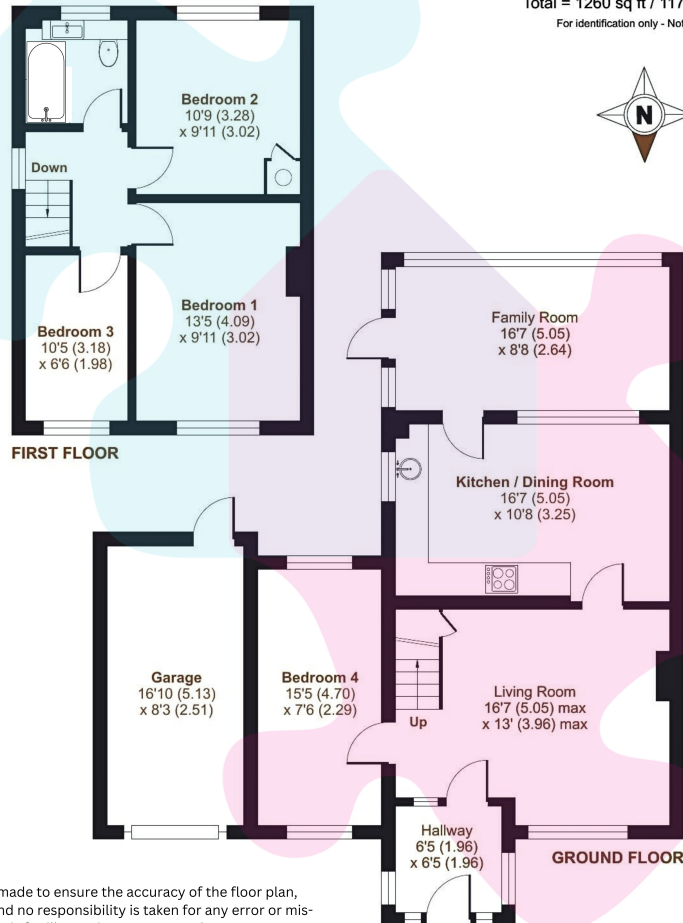 Total = 1260 sq ft / 117
For identification only - Not
N
Bedroom 2
10'9 (3.28)
x 9'11 (3.02)
Down
Bedroom 1
13'5 (4.09)
x 9'11 (3.02)
Bedroom 3
10'5 (3.18)
x 6'6 (1.98)
FIRST FLOOR
Family Room
16'7 (5.05)
x 8'8 (2.64)
Kitchen / Dining Room
16'7 (5.05)
x 10'8 (3.25)
Garage
16'10 (5.13)
x 8'3 (2.51)
Bedroom 4
15'5 (4.70)
x 7'6 (2.29)
Living Room
16'7 (5.05) max
x 13' (3.96) max
Up
Hallway
6'5 (1.96)
x 6'5 (1.96)
GROUND FLOOR
made to ensure the accuracy of the floor plan,
nd no responsibility is taken for any error or mis-